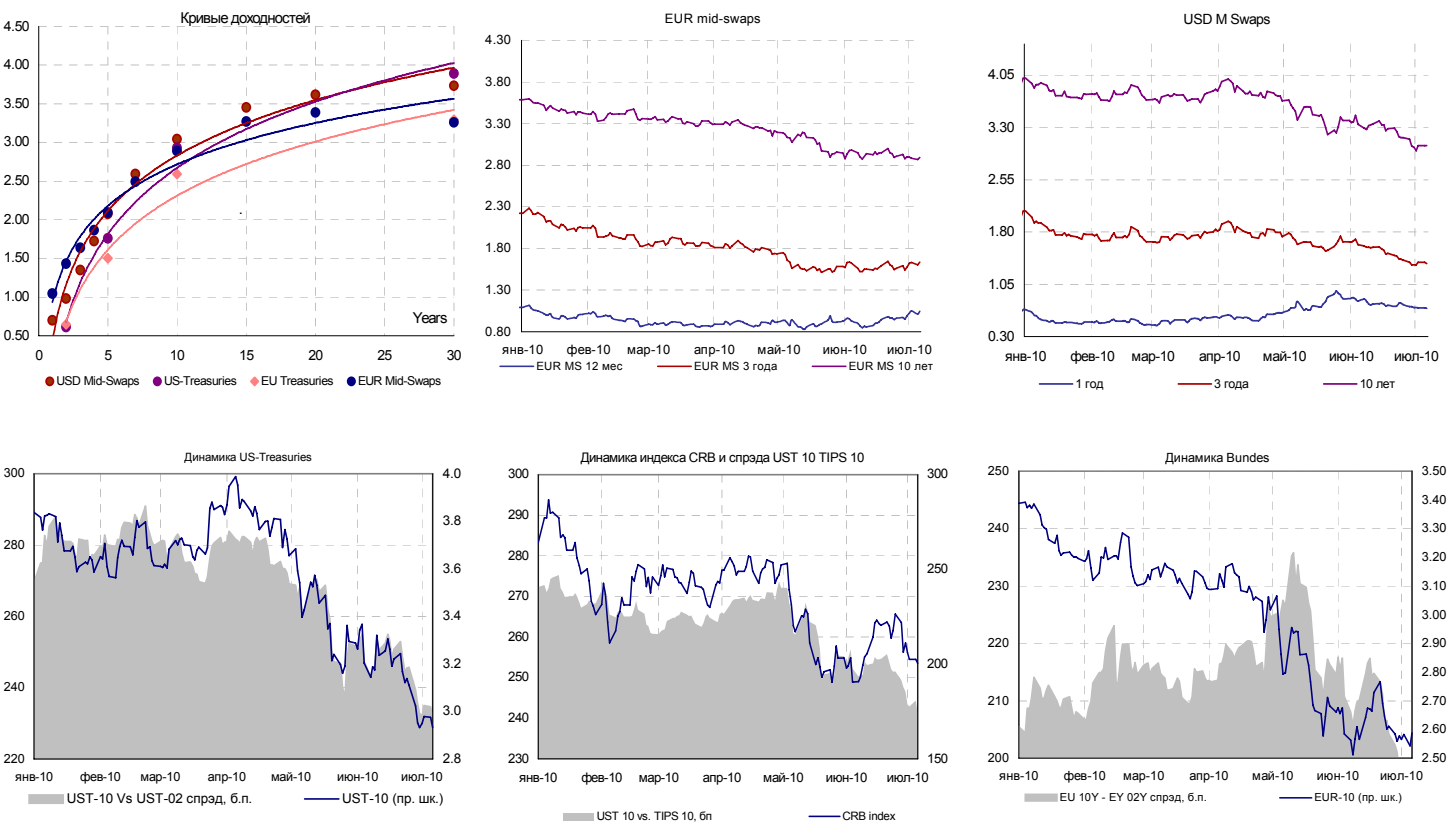 Кривые доходностей
4.50
4.00
3.50
3.00
2.50
2.00
1.50
1.00
0.50
Years
0 5 10 15 20 25 30
USD Mid-Swaps US-Treasuries EU Treasuries EUR Mid-Swaps
EUR mid-swaps
4.30
3.80
3.30
2.80
2.30
1.80
1.30
0.80
янв-10 фев-10 мар-10 апр-10 май-10 июн-10 июл-10
EUR MS 12 мес EUR MS 3 года EUR MS 10 лет
USD M Swaps
4.05
3.30
2.55
1.80
1.05
0.30
янв-10 фев-10 мар-10 апр-10 май-10 июн-10 июл-10
1 год 3 года 10 лет
Динамика US-Treasuries
300 4.0
3.8
280
3.6
3.4
260
3.2
240
3.0
220 2.8
янв-10 фев-10 мар-10 апр-10 май-10 июн-10 июл-10
UST-10 Vs UST-02 спрэд, б.п. UST-10 (пр. шк.)
Динамика индекса CRB и спрэда UST 10 TIPS 10
300 300
290
280
250
270
260
200
250
240
230 150
янв-10 фев-10 мар-10 апр-10 май-10 июн-10 июл-10
UST 10 vs. TIPS 10, бп CRB index
Динамика Bundes
250 3.50
3.40
240 3.30
3.20
230 3.10
3.00
220 2.90
2.80
210 2.70
2.60
200 2.50
янв-10 фев-10 мар-10 апр-10 май-10 июн-10 июл-10
EU 10Y - EY 02Y спрэд, б.п. EUR-10 (пр. шк.)